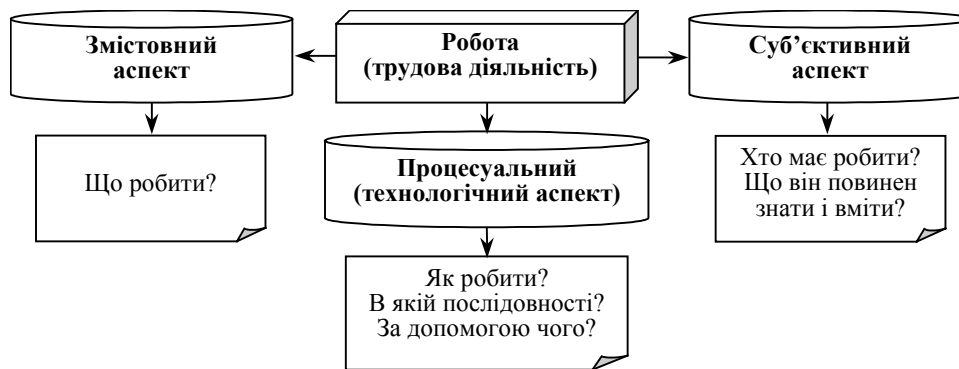 Змістовний
аспект
Робота
(трудова діяльність)
Суб’єктивний
аспект
Що робити?
Процесуальний
(технологічний аспект)
Хто має робити?
Що він повинен
знати і вміти?
Як робити?
В якій послідовності?
За допомогою чого?